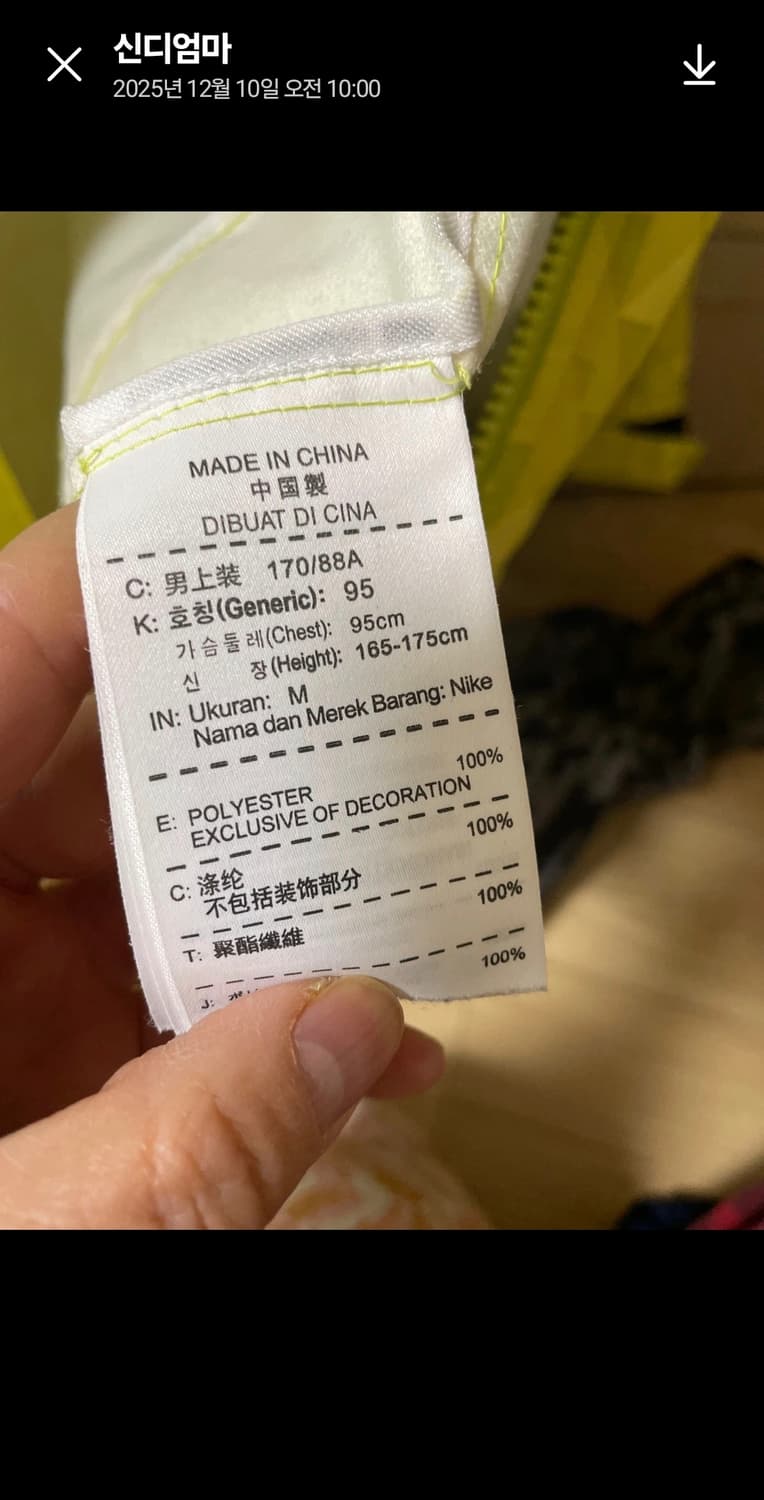 신디엄마
2025년 12월 10일 오전 10:00
MADE IN CHINA
中国製
DIBUAT DI CINA
C: 男上装 170/88A
K: 호칭(Generic): 95
가슴둘레(Chest): 95cm
신 장(Height): 165-175cm
IN: Ukuran: M
Nama dan Merek Barang: Nike
100%
E: POLYESTER
EXCLUSIVE OF DECORATION
100%
C: 涤纶
不包括装饰部分
100%
T: 聚酯纖維
100%
J: